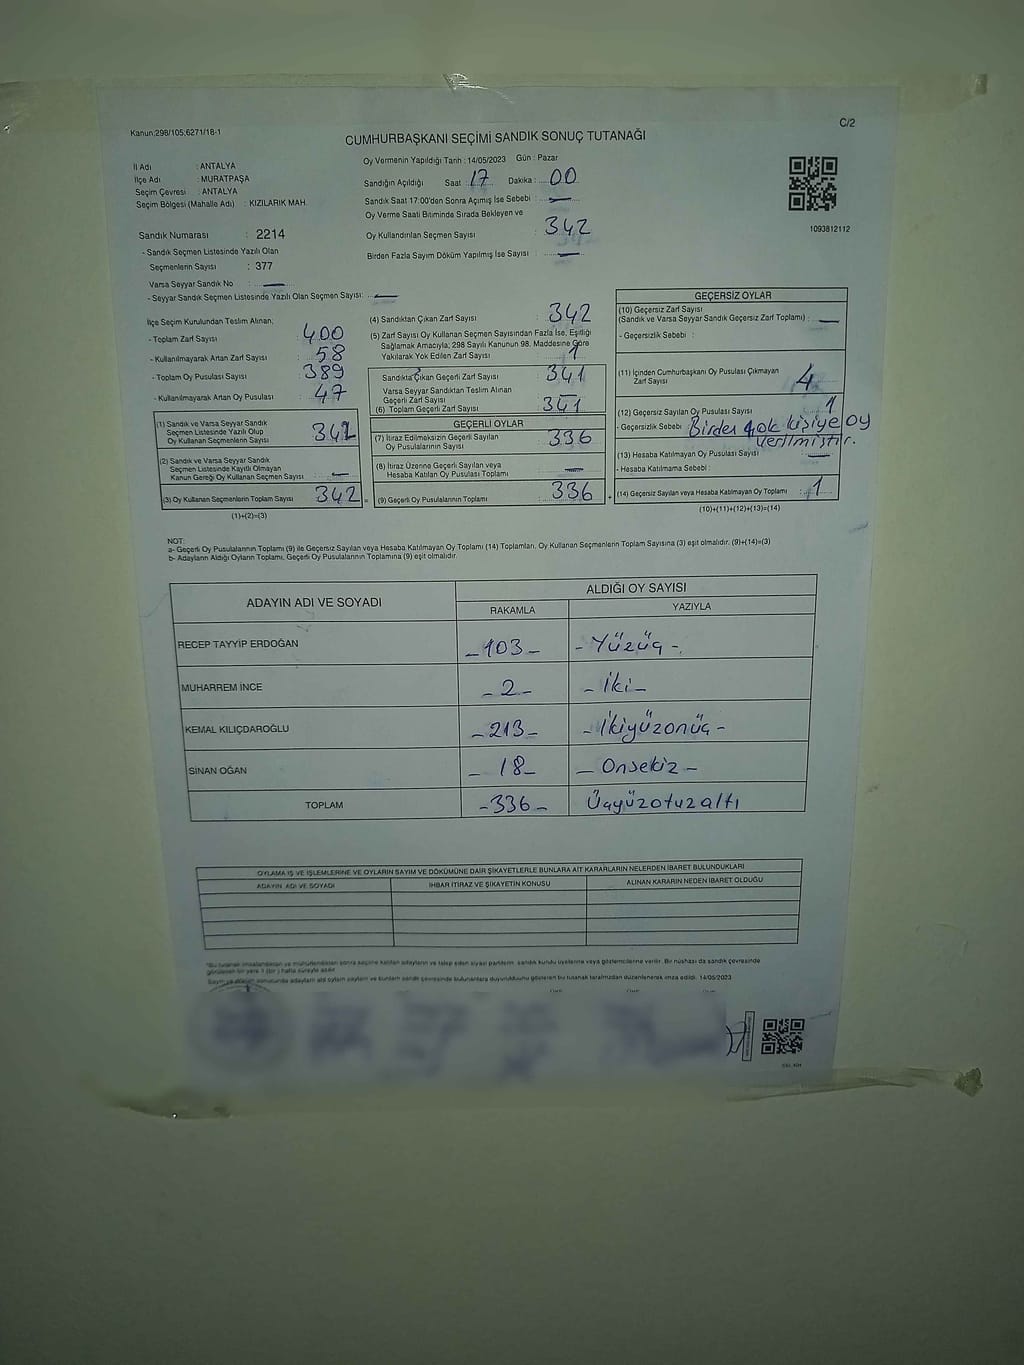 Kanun:298/105;6271/18-1
C/2
CUMHURBAŞKANI SEÇİMİ SANDIK SONUÇ TUTANAĞI
İl Adı : ANTALYA
İlçe Adı : MURATPAŞA
Seçim Çevresi : ANTALYA
Seçim Bölgesi (Mahalle Adı) : KIZILARIK MAH.
Sandık Numarası : 2214
- Sandık Seçmen Listesinde Yazılı Olan
Seçmenlerin Sayısı : 377
Varsa Seyyar Sandık No : —
- Seyyar Sandık Seçmen Listesinde Yazılı Olan Seçmen Sayısı: —
Oy Vermenin Yapıldığı Tarih : 14/05/2023 Gün : Pazar
Sandığın Açıldığı Saat : 17 Dakika : 00
Sandık Saat 17:00'den Sonra Açımış İse Sebebi : —
Oy Verme Saati Bitiminde Sırada Bekleyen ve
Oy Kullandırılan Seçmen Sayısı : 342
Birden Fazla Sayım Döküm Yapılmış İse Sayısı : —
1093812112
İlçe Seçim Kurulundan Teslim Alınan;
- Toplam Zarf Sayısı : 400
- Kullanılmayarak Artan Zarf Sayısı : 58
- Toplam Oy Pusulası Sayısı : 389
- Kullanılmayarak Artan Oy Pusulası : 47
(1) Sandık ve Varsa Seyyar Sandık
Seçmen Listesinde Yazılı Olup
Oy Kullanan Seçmenlerin Sayısı : 342
(2) Sandık ve Varsa Seyyar Sandık
Seçmen Listesinde Kayıtlı Olmayan
Kanun Gereği Oy Kullanan Seçmen Sayısı : —
(3) Oy Kullanan Seçmenlerin Toplam Sayısı : 342 =
(1)+(2)=(3)
(4) Sandıktan Çıkan Zarf Sayısı : 342
(5) Zarf Sayısı Oy Kullanan Seçmen Sayısından Fazla İse, Eşitliği
Sağlamak Amacıyla; 298 Sayılı Kanunun 98. Maddesine Göre
Yakılarak Yok Edilen Zarf Sayısı : 1
Sandıkta Çıkan Geçerli Zarf Sayısı : 341
Varsa Seyyar Sandıktan Teslim Alınan
Geçerli Zarf Sayısı : —
(6) Toplam Geçerli Zarf Sayısı : 341
GEÇERLİ OYLAR
(7) İtiraz Edilmeksizin Geçerli Sayılan
Oy Pusulalarının Sayısı : 336
(8) İtiraz Üzerine Geçerli Sayılan veya
Hesaba Katılan Oy Pusulası Toplamı : —
(9) Geçerli Oy Pusulalarının Toplamı : 336 +
GEÇERSİZ OYLAR
(10) Geçersiz Zarf Sayısı
(Sandık ve Varsa Seyyar Sandık Geçersiz Zarf Toplamı) : —
- Geçersizlik Sebebi :
(11) İçinden Cumhurbaşkanı Oy Pusulası Çıkmayan
Zarf Sayısı : 4
(12) Geçersiz Sayılan Oy Pusulası Sayısı : 1
- Geçersizlik Sebebi : Birden çok kişiye oy
verilmiştir.
(13) Hesaba Katılmayan Oy Pusulası Sayısı : —
- Hesaba Katılmama Sebebi :
(14) Geçersiz Sayılan veya Hesaba Katılmayan Oy Toplamı : 1
(10)+(11)+(12)+(13)=(14)
NOT:
a- Geçerli Oy Pusulalarının Toplamı (9) ile Geçersiz Sayılan veya Hesaba Katılmayan Oy Toplamı (14) Toplamları, Oy Kullanan Seçmenlerin Toplam Sayısına (3) eşit olmalıdır. (9)+(14)=(3)
b- Adayların Aldığı Oyların Toplamı, Geçerli Oy Pusulalarının Toplamına (9) eşit olmalıdır.
ADAYIN ADI VE SOYADI ALDIĞI OY SAYISI
RAKAMLA YAZIYLA
RECEP TAYYİP ERDOĞAN -103- -Yüzüç-
MUHARREM İNCE -2- -İki-
KEMAL KILIÇDAROĞLU -213- -İkiyüzonüç-
SİNAN OĞAN -18- -Onsekiz-
TOPLAM -336- Üçyüzotuzaltı
OYLAMA İŞ VE İŞLEMLERİNE VE OYLARIN SAYIM VE DÖKÜMÜNE DAİR ŞİKAYETLERLE BUNLARA AİT KARARLARIN NELERDEN İBARET BULUNDUKLARI
ADAYIN ADI VE SOYADI İHBAR İTİRAZ VE ŞİKAYETİN KONUSU ALINAN KARARIN NEDEN İBARET OLDUĞU